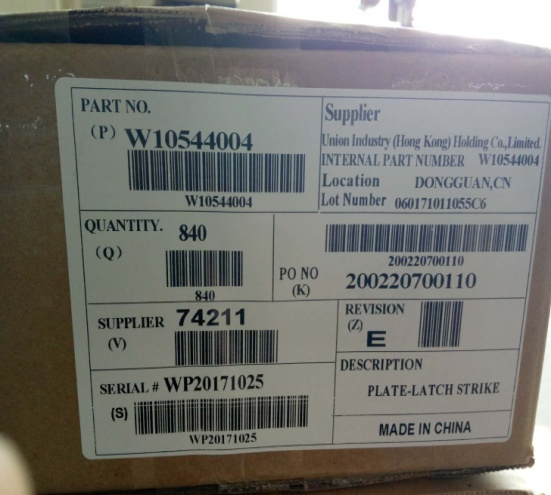 PART NO.
(P) W10544004
W10544004
Supplier
Union Industry (Hong Kong) Holding Co.,Limited.
INTERNAL PART NUMBER W10544004
Location DONGGUAN,CN
Lot Number 060171011055C6
QUANTITY. 840
(Q)
840
200220700110
PO NO 200220700110
(K)
SUPPLIER 74211
(V)
REVISION
(Z) E
SERIAL # WP20171025
(S)
WP20171025
DESCRIPTION
PLATE-LATCH STRIKE
MADE IN CHINA